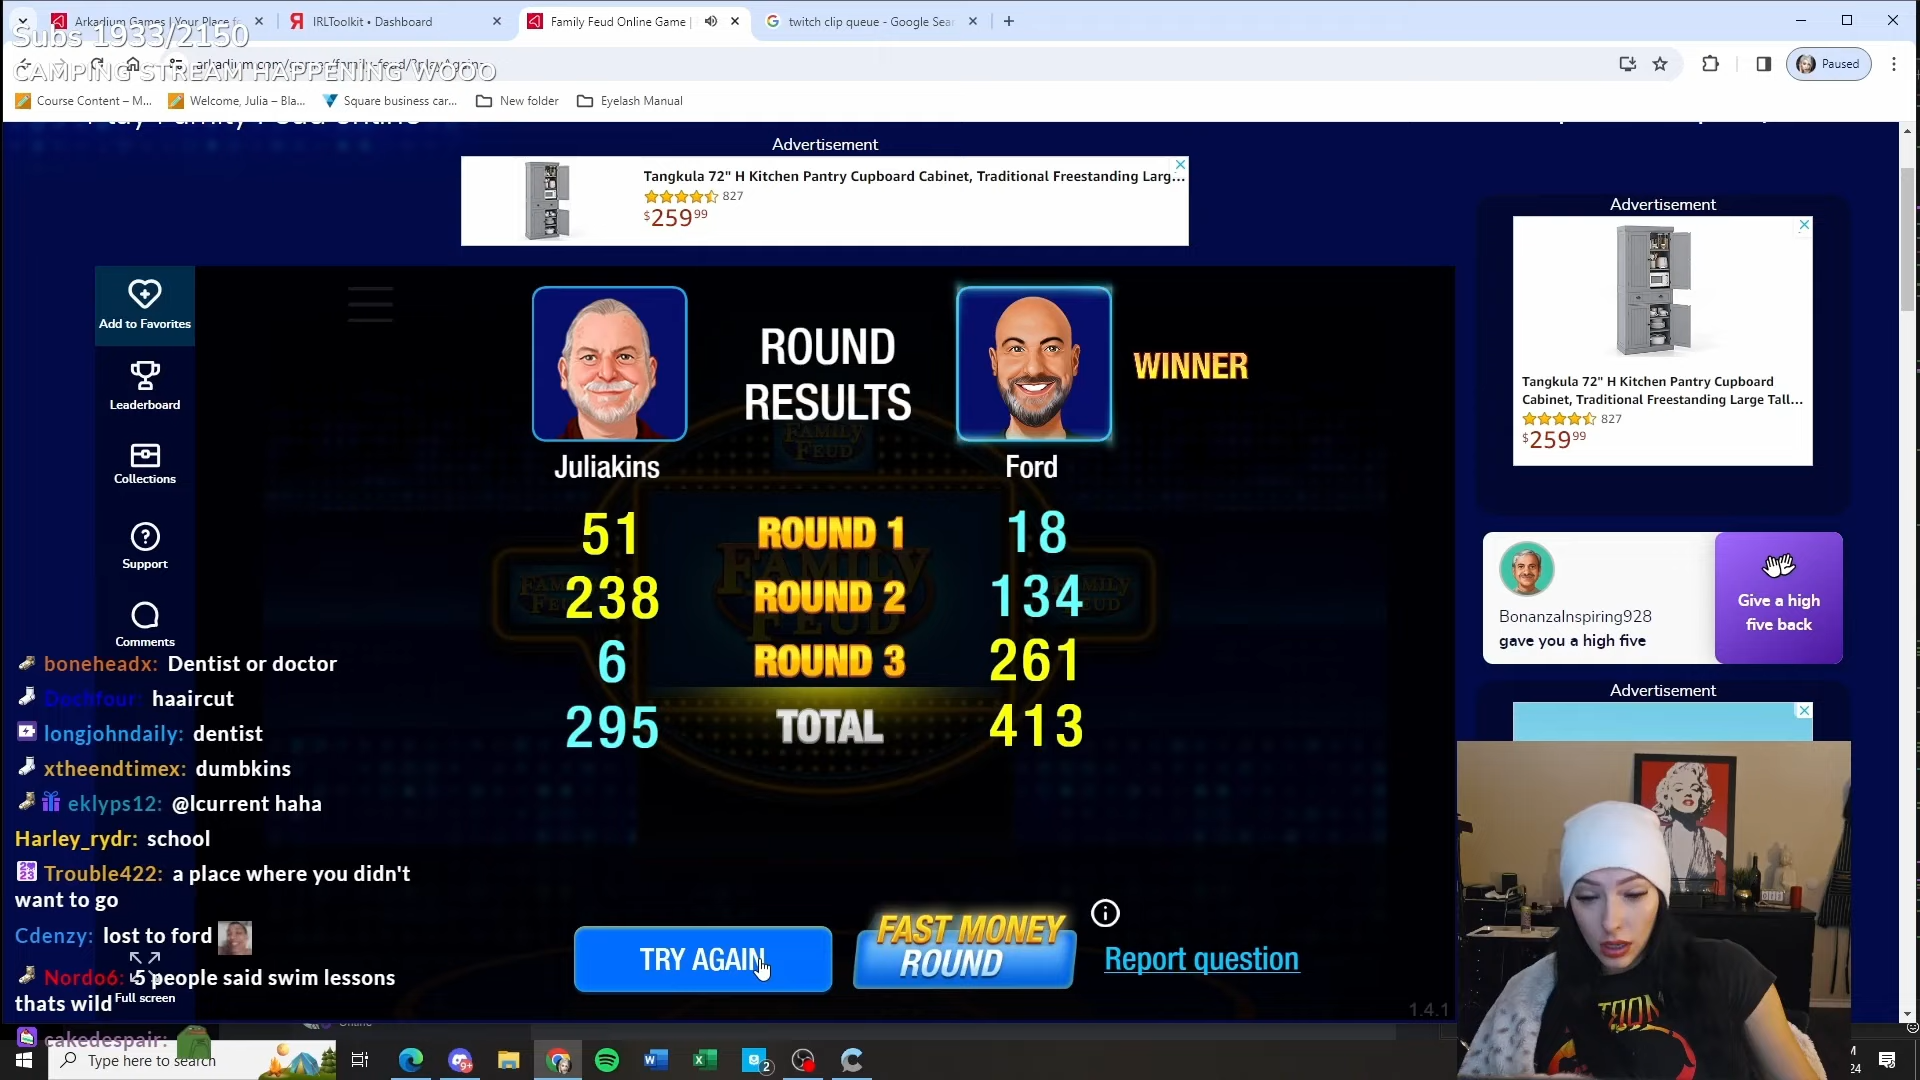 Arkadium Games | Your Place fo
IRLToolkit • Dashboard
Family Feud Online Game |
twitch clip queue - Google Sear
Subs 1933/2150
CAMPING STREAM HAPPENING WOOO
Paused
Course Content – M...
Welcome, Julia – Bla...
Square business car...
New folder
Eyelash Manual
Advertisement
Tangkula 72" H Kitchen Pantry Cupboard Cabinet, Traditional Freestanding Larg...
827
$259 99
Advertisement
Tangkula 72" H Kitchen Pantry Cupboard
Cabinet, Traditional Freestanding Large Tall...
827
$259 99
Add to Favorites
Leaderboard
Collections
Support
Comments
ROUND
RESULTS
WINNER
Juliakins
Ford
FAMILY
FEUD
51 ROUND 1 18
238 ROUND 2 134
6 ROUND 3 261
295 TOTAL 413
BonanzaInspiring928
gave you a high five
Give a high
five back
Advertisement
boneheadx: Dentist or doctor
Dochfour: haaircut
longjohndaily: dentist
xtheendtimex: dumbkins
eklyps12: @lcurrent haha
Harley_rydr: school
Trouble422: a place where you didn't
want to go
Cdenzy: lost to ford
Nordo6: 5 people said swim lessons
thats wild
Full screen
cakedespair:
TRY AGAIN
FAST MONEY
ROUND
Report question
1.4.1
Type here to search